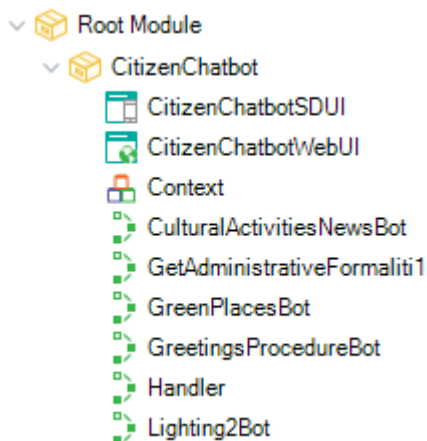 Root Module
CitizenChatbot
CitizenChatbotSDUI
CitizenChatbotWebUI
Context
CulturalActivitiesNewsBot
GetAdministrativeFormaliti1
GreenPlacesBot
GreetingsProcedureBot
Handler
Lighting2Bot